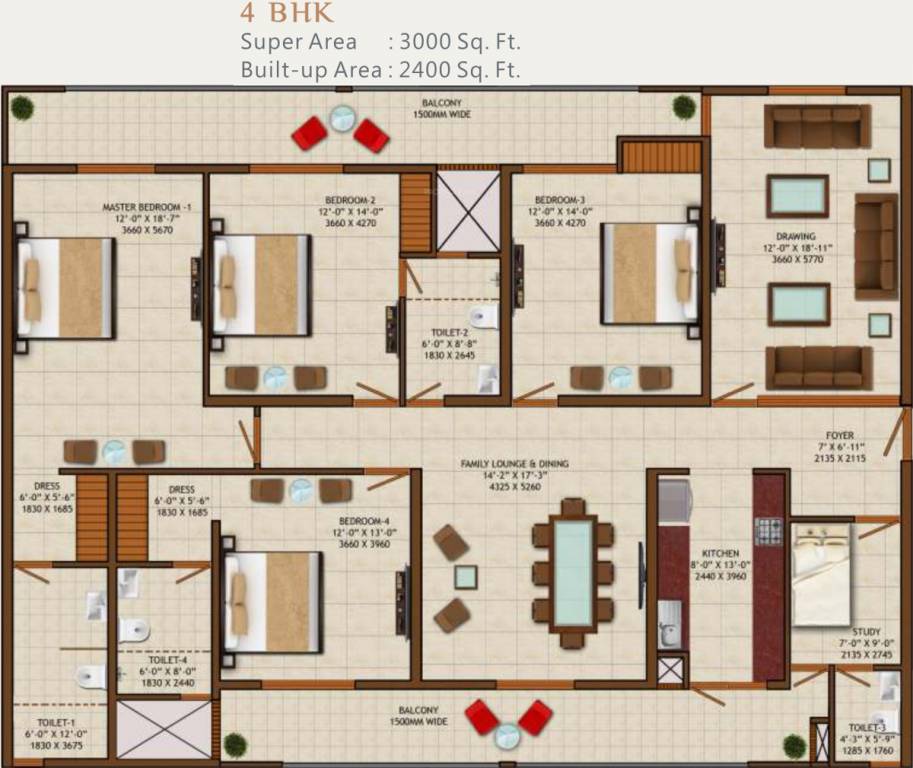 4 BHK
Super Area : 3000 Sq. Ft.
Built-up Area : 2400 Sq. Ft.
BALCONY
1500MM WIDE
MASTER BEDROOM -1
12'-0" X 18'-7"
3660 X 5670
BEDROOM-2
12'-0" X 14'-0"
3660 X 4270
BEDROOM-3
12'-0" X 14'-0"
3660 X 4270
DRAWING
12'-0" X 18'-11"
3660 X 5770
TOILET-2
6'-0" X 8'-8"
1830 X 2645
FOYER
7' X 6'-11"
2135 X 2115
FAMILY LOUNGE & DINING
14'-2" X 17'-3"
4325 X 5260
DRESS
6'-0" X 5'-6"
1830 X 1685
DRESS
6'-0" X 5'-6"
1830 X 1685
BEDROOM-4
12'-0" X 13'-0"
3660 X 3960
KITCHEN
8'-0" X 13'-0"
2440 X 3960
STUDY
7'-0" X 9'-0"
2135 X 2745
TOILET-4
6'-0" X 8'-0"
1830 X 2440
TOILET-1
6'-0" X 12'-0"
1830 X 3675
BALCONY
1500MM WIDE
TOILET-3
4'-3" X 5'-9"
1285 X 1760